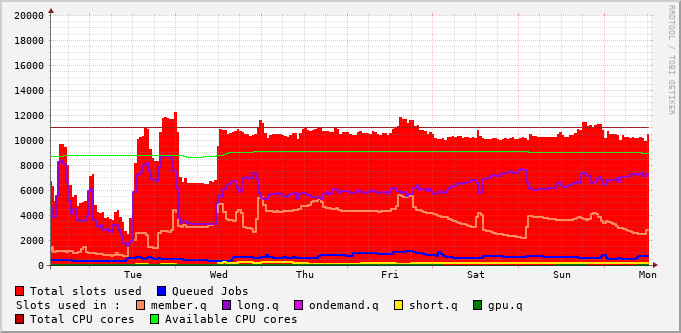 20000
18000
16000
14000
12000
10000
8000
6000
4000
2000
0
Tue Wed Thu Fri Sat Sun Mon
Total slots used Queued Jobs
Slots used in : member.q long.q ondemand.q short.q gpu.q
Total CPU cores Available CPU cores
RRDTOOL / TOBI OETIKER